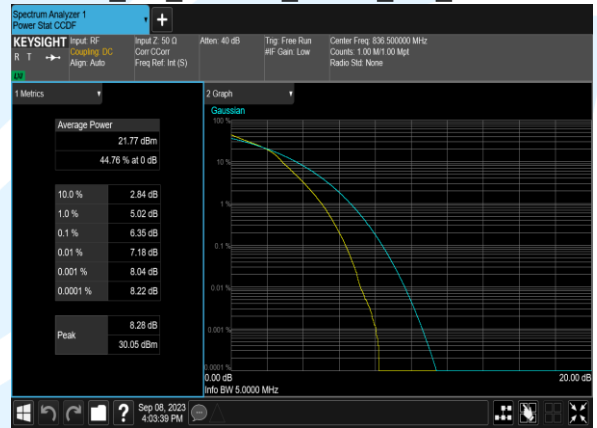 Spectrum Analyzer 1
Power Stat CCDF
+
KEYSIGHT
R T
LU
Input: RF
Coupling: DC
Align: Auto
Input Z: 50 Ω
Corr CCorr
Freq Ref: Int (S)
Atten: 40 dB
Trig: Free Run
#IF Gain: Low
Center Freq: 836.500000 MHz
Counts: 1.00 M/1.00 Mpt
Radio Std: None
1 Metrics
Average Power
21.77 dBm
44.76 % at 0 dB
10.0 % 2.84 dB
1.0 % 5.02 dB
0.1 % 6.35 dB
0.01 % 7.18 dB
0.001 % 8.04 dB
0.0001 % 8.22 dB
Peak
8.28 dB
30.05 dBm
2 Graph
Gaussian
100 %
10 %
1 %
0.1 %
0.01 %
0.001 %
0.0001 %
0.00 dB 20.00 dB
Info BW 5.0000 MHz
?
Sep 08, 2023
4:03:39 PM